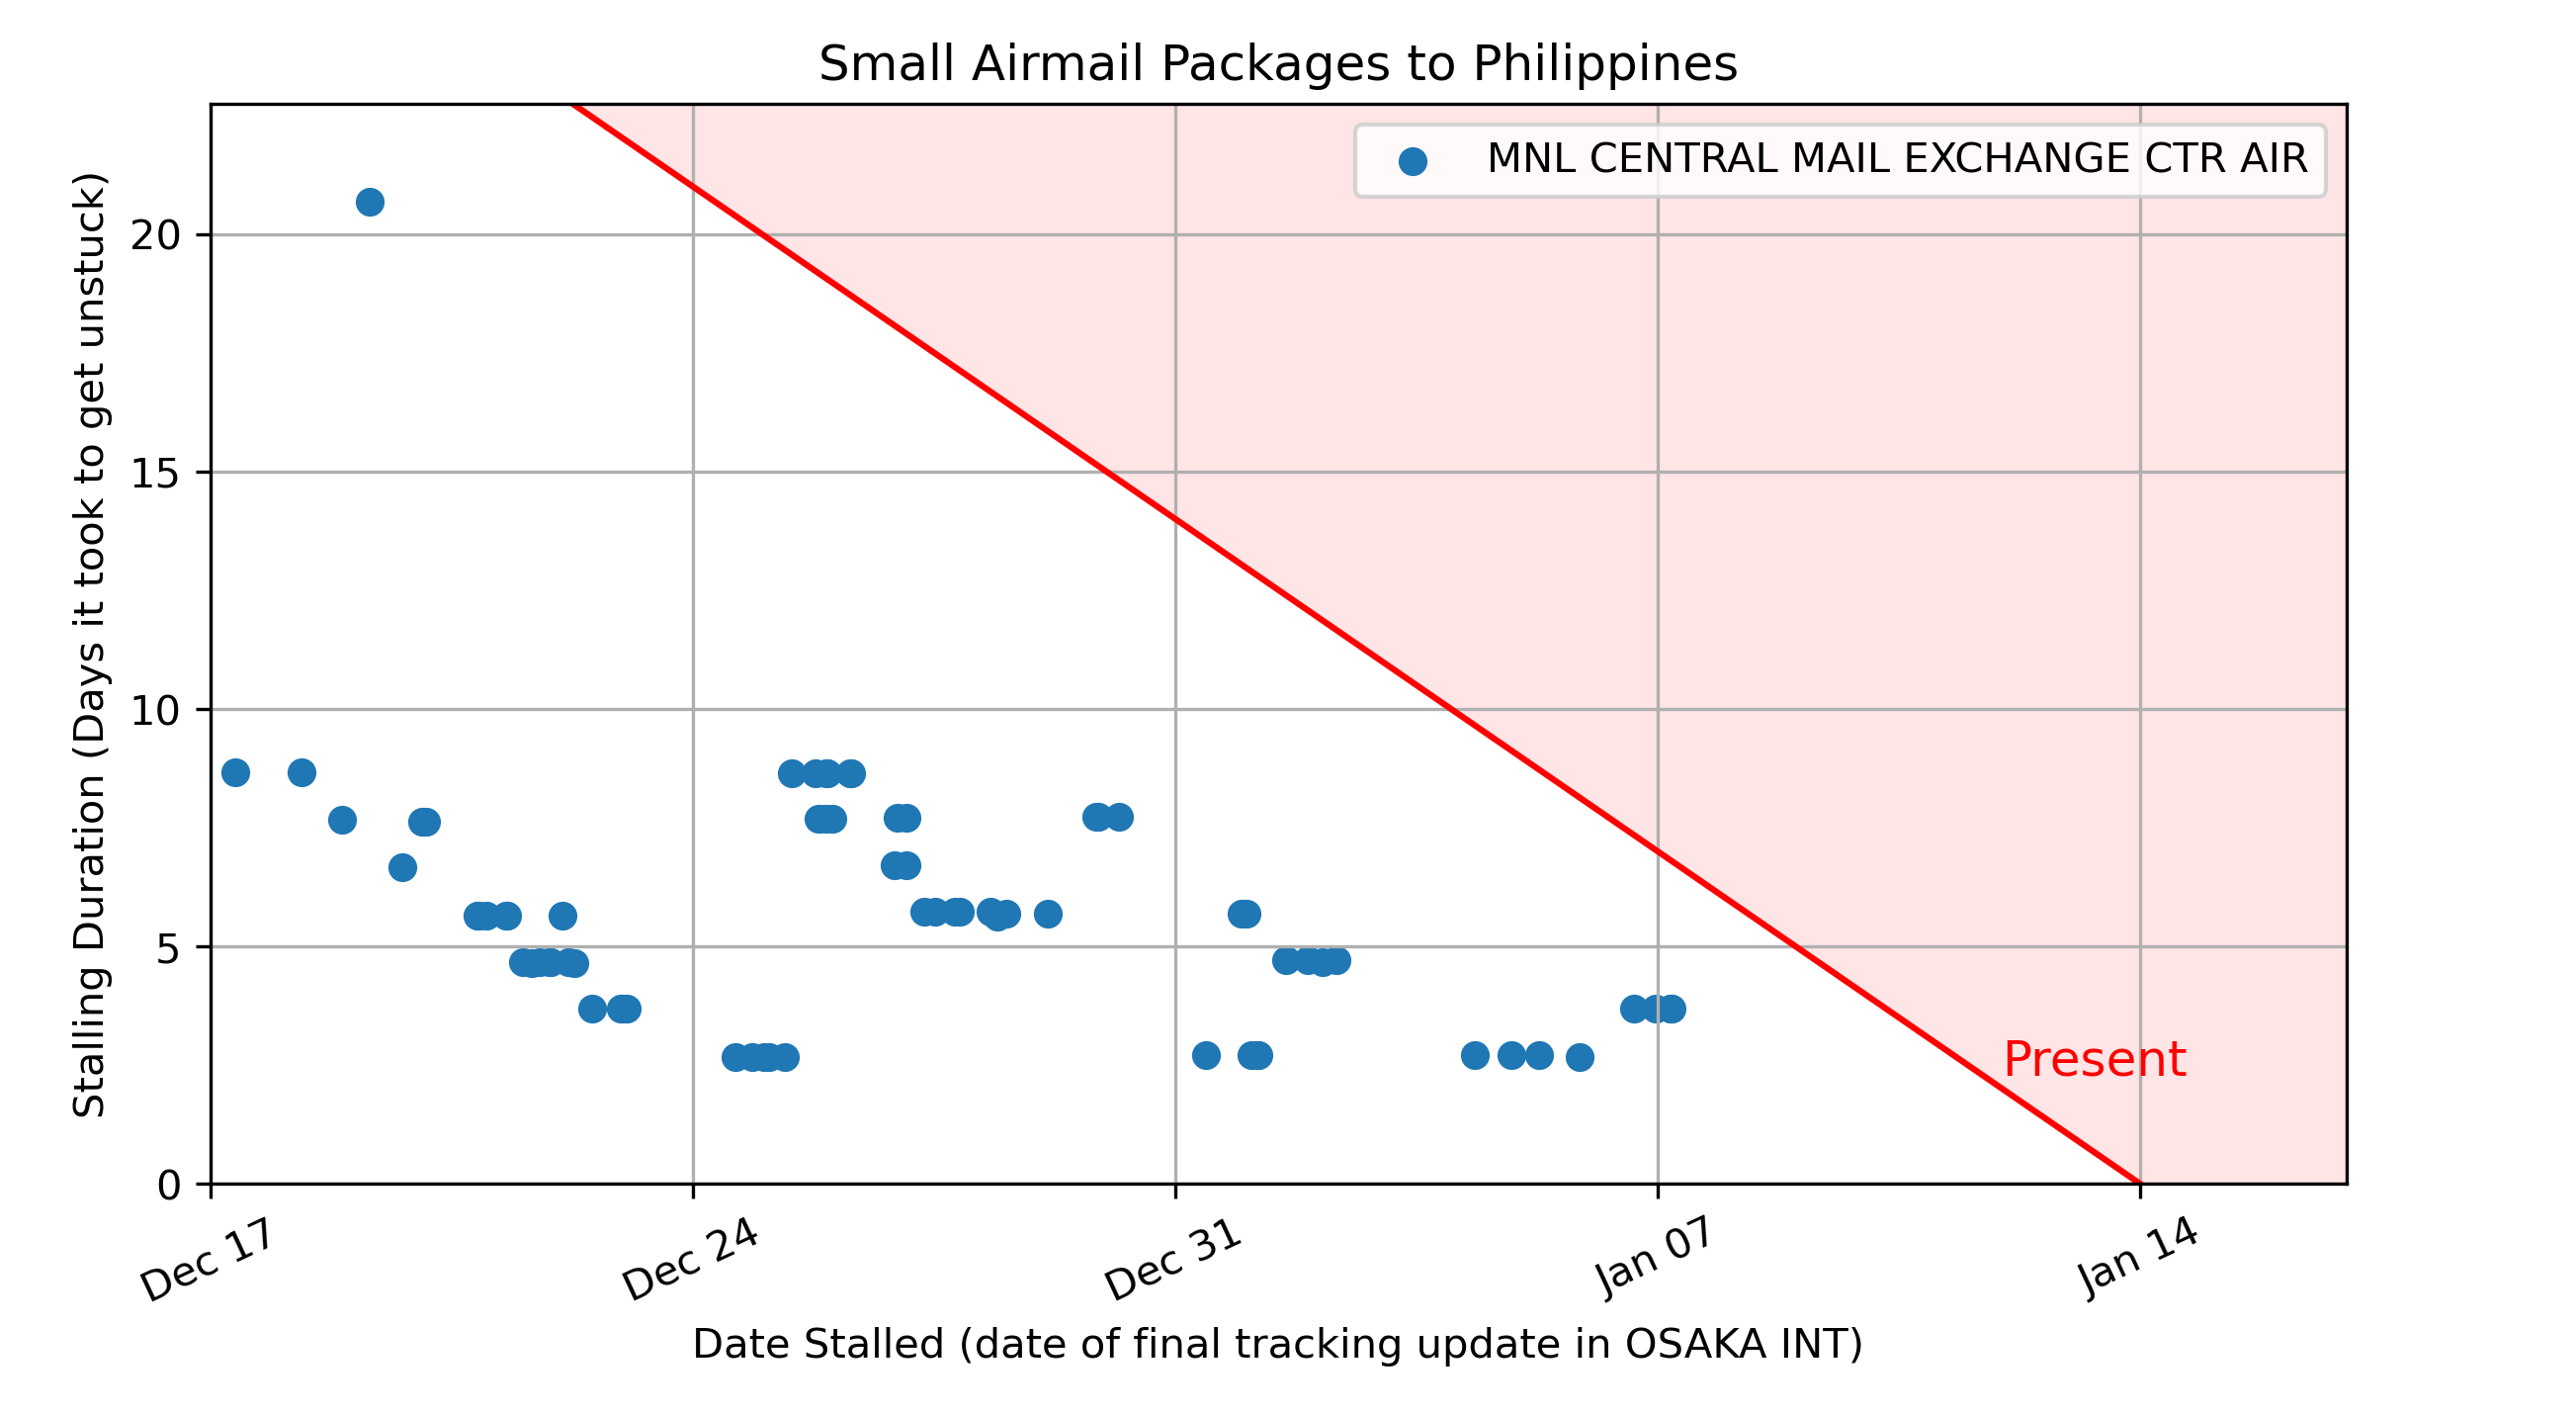 Small Airmail Packages to Philippines
MNL CENTRAL MAIL EXCHANGE CTR AIR
Stalling Duration (Days it took to get unstuck)
20
15
10
5
0
Present
Dec 17
Dec 24
Dec 31
Jan 07
Jan 14
Date Stalled (date of final tracking update in OSAKA INT)